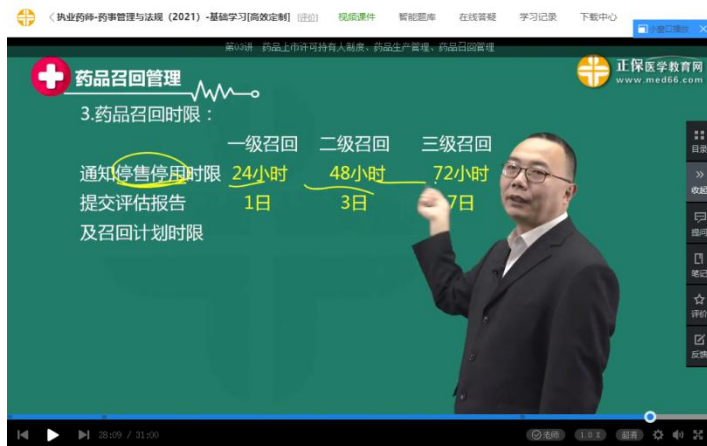 〈 执业药师-药事管理与法规（2021）-基础学习[高效定制] [评价] 视频课件 智能题库 在线答疑 学习记录 下载中心
小窗口播放 ×
第03讲 药品上市许可持有人制度、药品生产管理、药品召回管理
药品召回管理
正保医学教育网
www.med66.com
3.药品召回时限：
一级召回 二级召回 三级召回
通知停售停用时限 24小时 48小时 72小时
提交评估报告 1日 3日 7日
及召回计划时限
目录
收起
提问
笔记
评价
反馈
28:09 / 31:00
1.0 X 超清